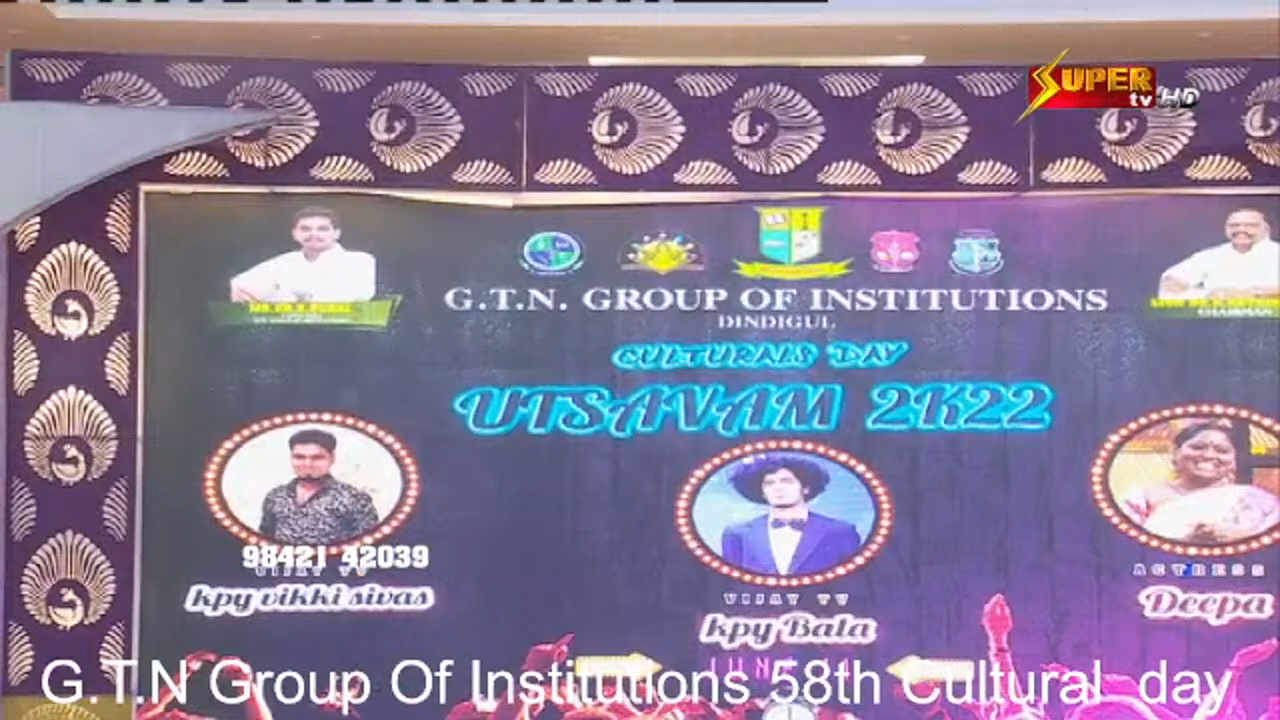 SUPER
tv HD
G.T.N. GROUP OF INSTITUTIONS
DINDIGUL
CULTURALS DAY
UTSAVAM 2K22
98421 42039
VIJAY TV
kpy vikki sivas
VIJAY TV
kpy Bala
ACTRESS
Deepa
CHAIRMAN
G.T.N Group Of Institutions 58th Cultural day